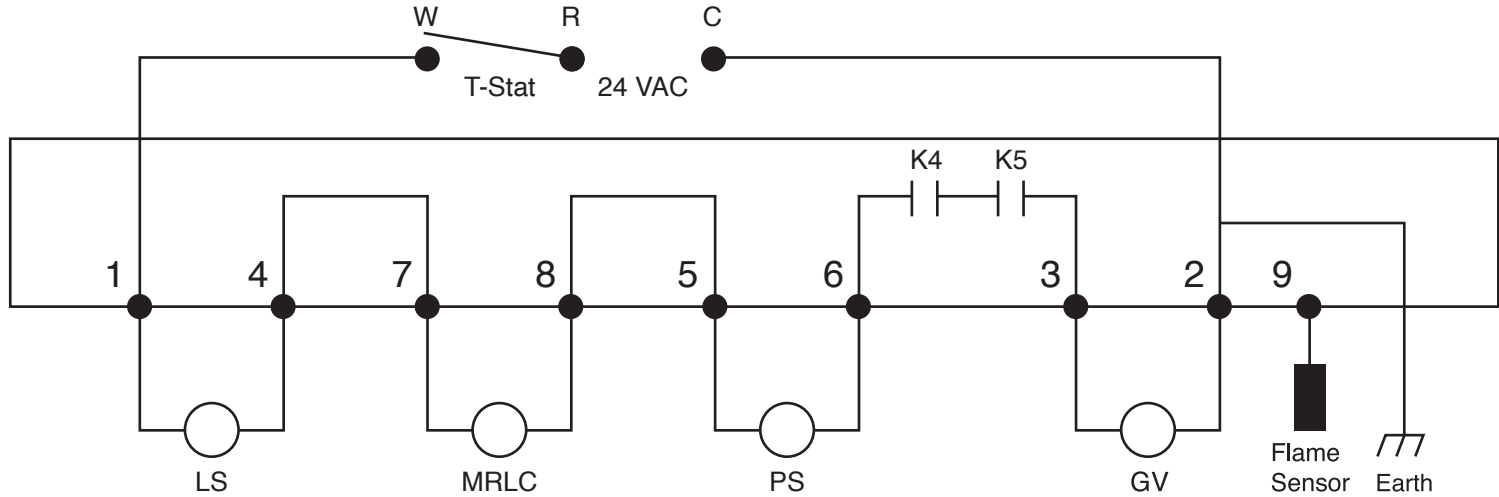 W R C
T-Stat 24 VAC
K4 K5
1 4 7 8 5 6 3 2 9
LS MRLC PS GV
Flame
Sensor
Earth